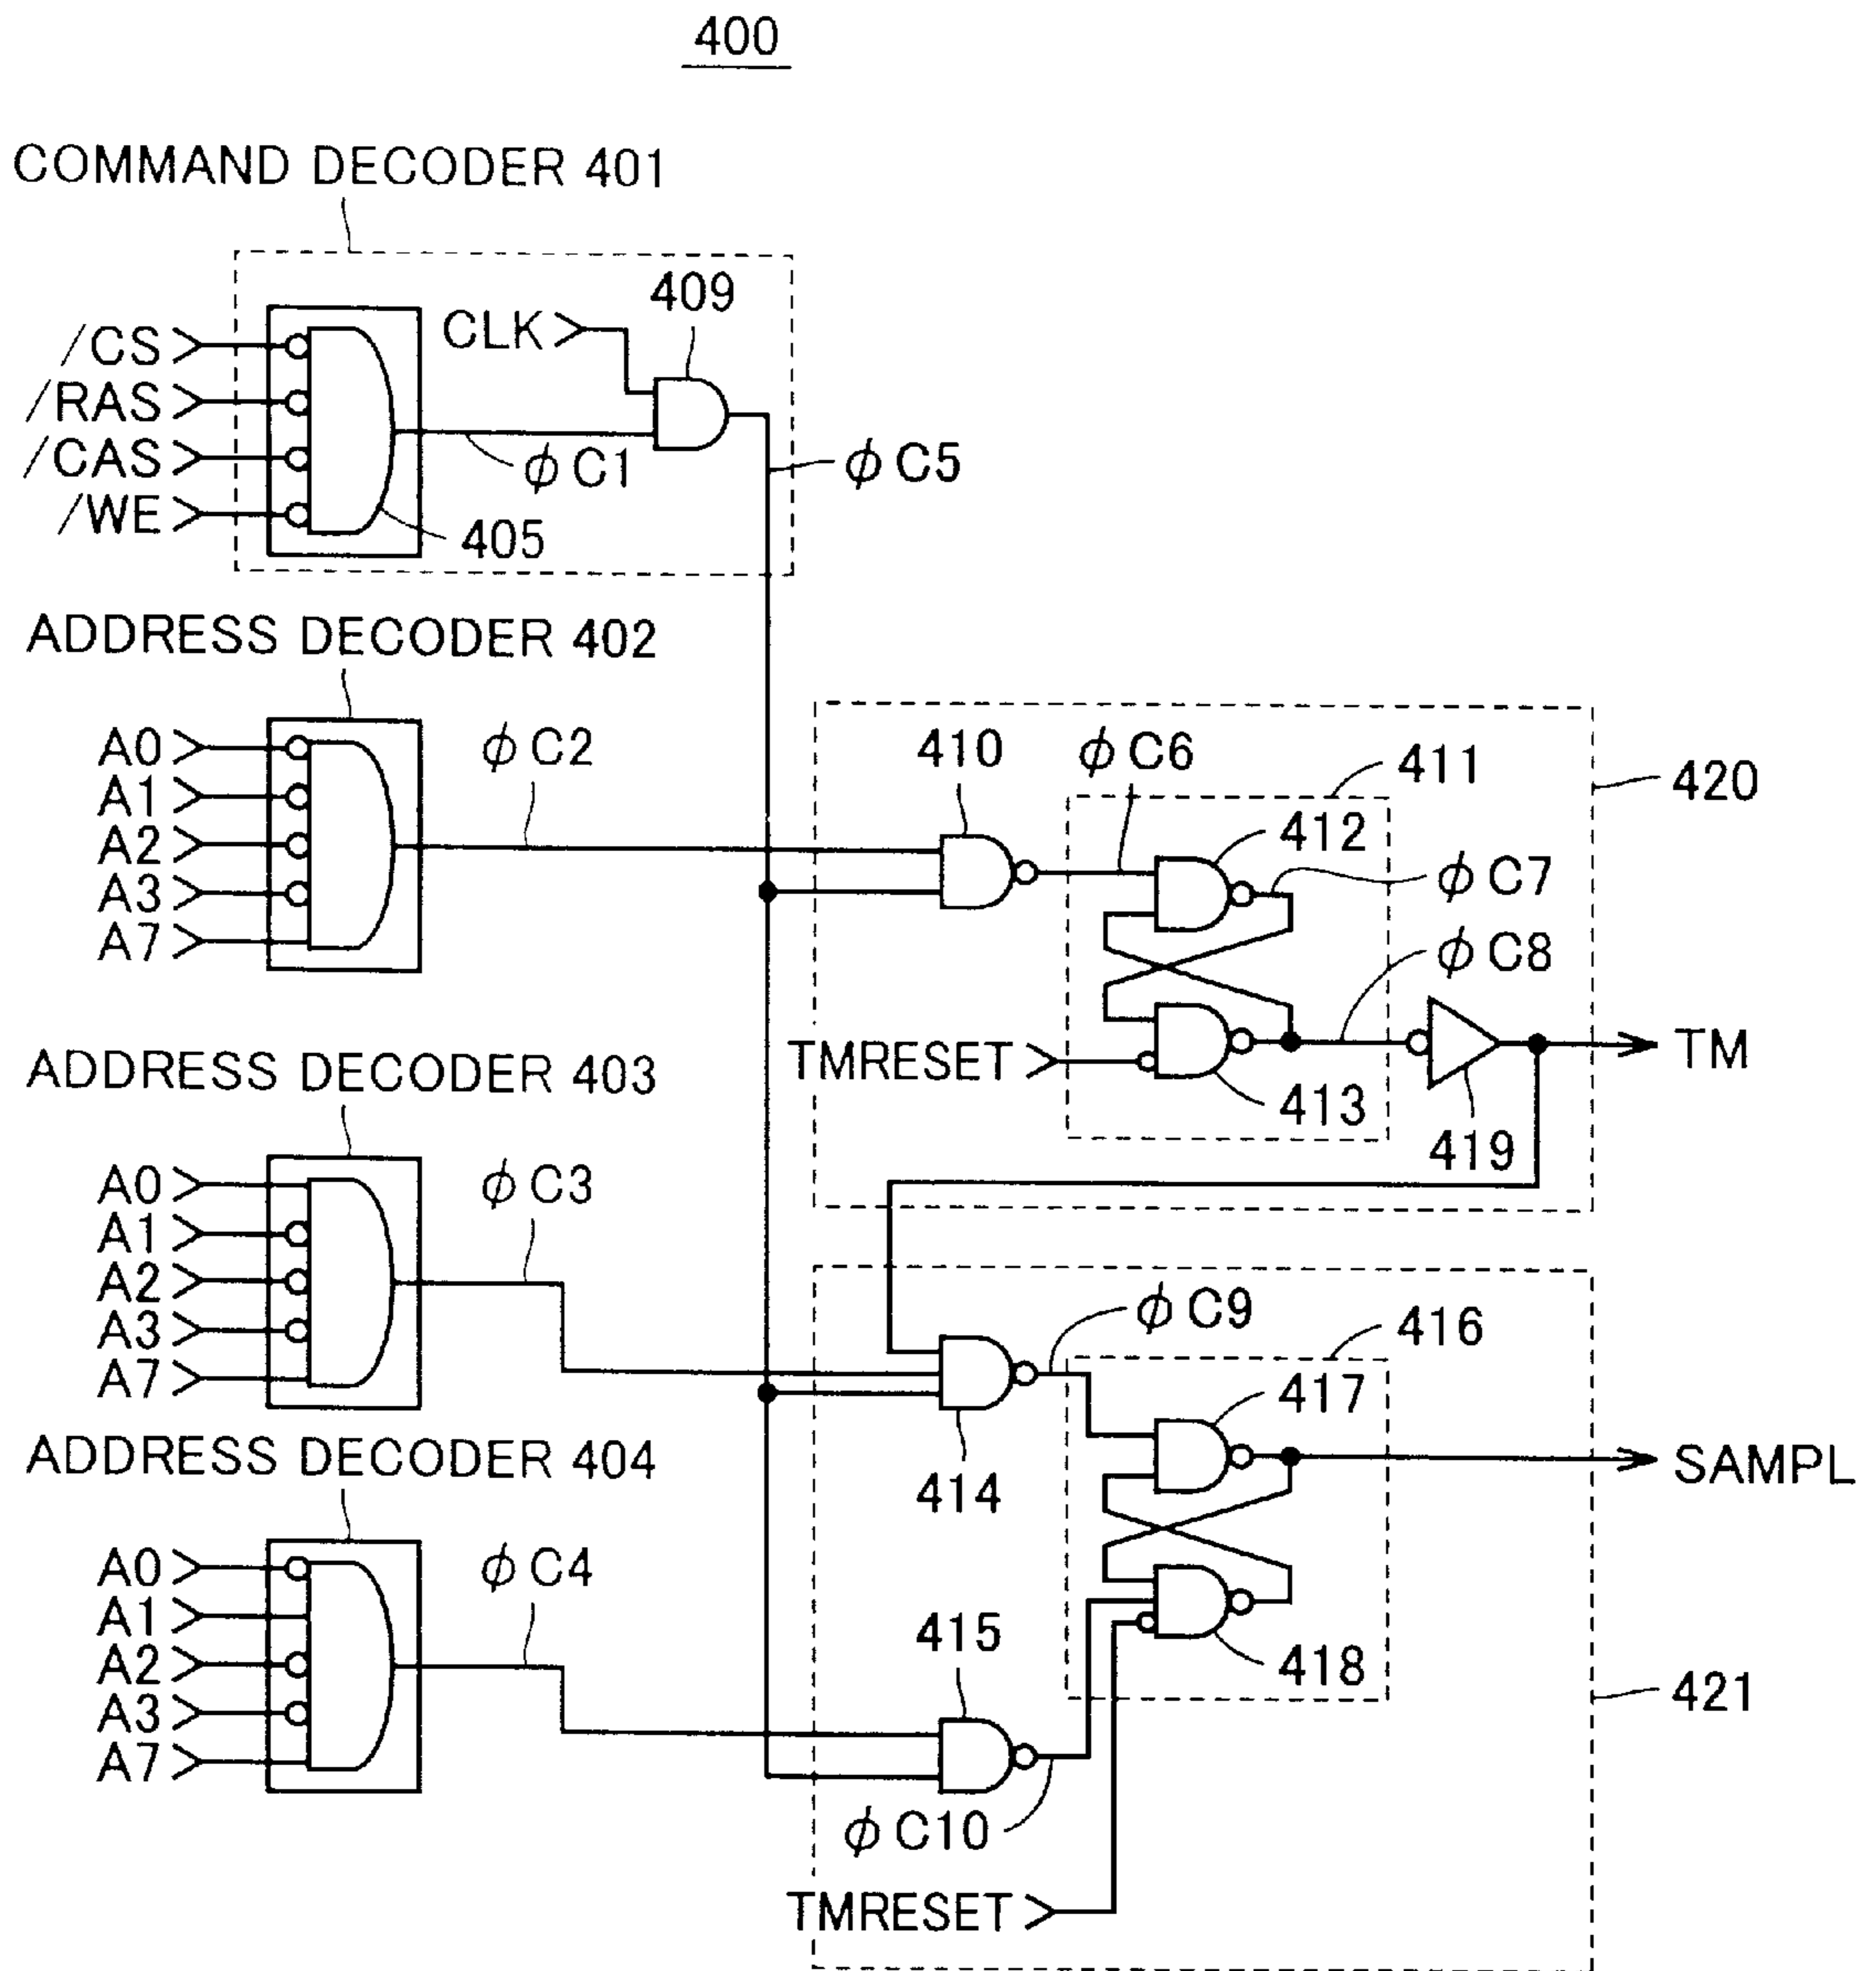 400
COMMAND DECODER 401
409
CLK
/CS
/RAS
/CAS
/WE
φC1
φC5
405
ADDRESS DECODER 402
A0
A1
A2
A3
A7
φC2
410
φC6
411
420
412
φC7
φC8
TMRESET
TM
413
419
ADDRESS DECODER 403
A0
A1
A2
A3
A7
φC3
φC9
416
417
414
SAMPL
ADDRESS DECODER 404
A0
A1
A2
A3
A7
φC4
415
418
421
φC10
TMRESET